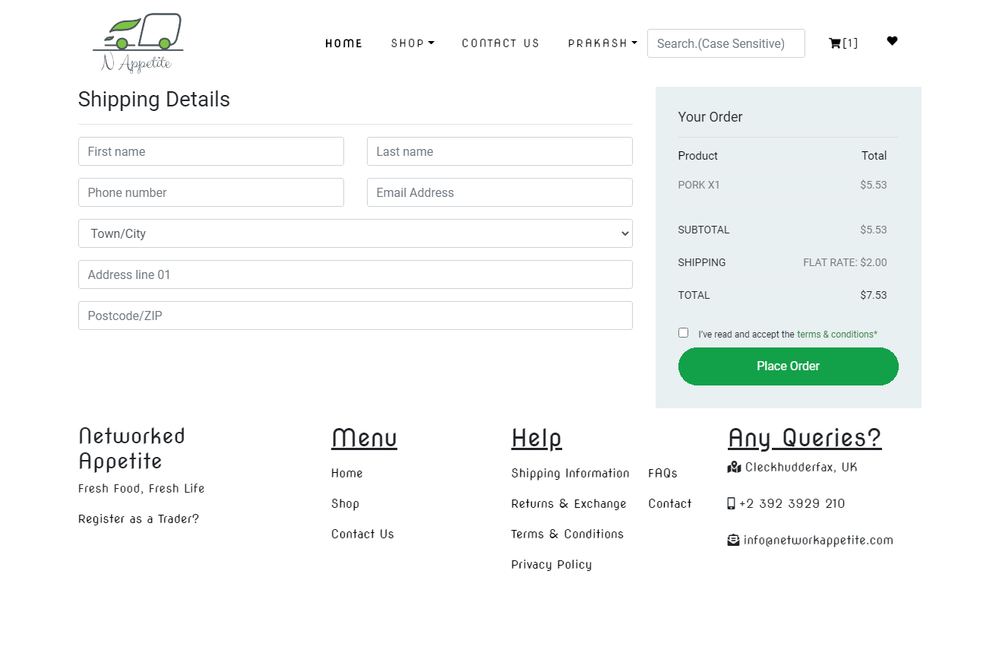 N Appetite
HOME SHOP CONTACT US PRAKASH Search.(Case Sensitive) [1]
Shipping Details
First name Last name
Phone number Email Address
Town/City
Address line 01
Postcode/ZIP
Your Order
Product Total
PORK X1 $5.53
SUBTOTAL $5.53
SHIPPING FLAT RATE: $2.00
TOTAL $7.53
I've read and accept the terms & conditions*
Place Order
Networked
Appetite
Fresh Food, Fresh Life
Register as a Trader?
Menu
Home
Shop
Contact Us
Help
Shipping Information FAQs
Returns & Exchange Contact
Terms & Conditions
Privacy Policy
Any Queries?
Cleckhudderfax, UK
+2 392 3929 210
info@networkappetite.com